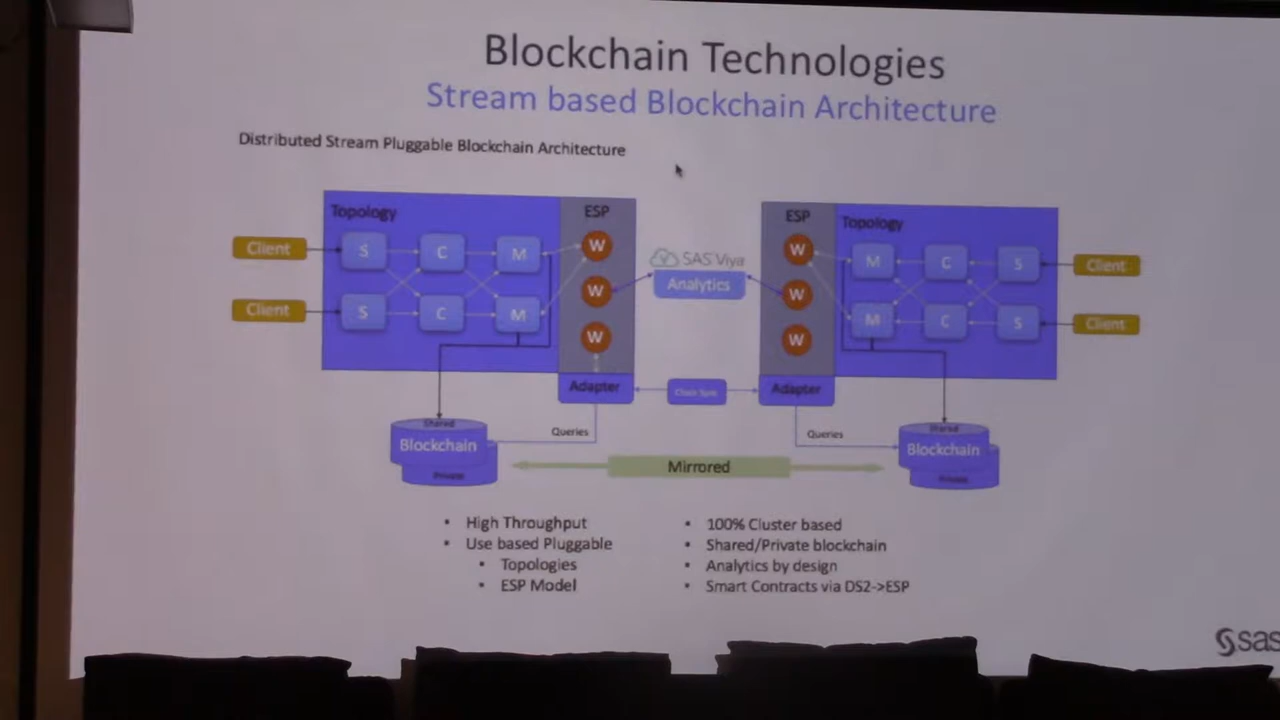 Blockchain Technologies
Stream based Blockchain Architecture
Distributed Stream Pluggable Blockchain Architecture
Topology
ESP
ESP
Topology
Client
S
C
M
W
SAS Viya
Analytics
W
M
C
S
Client
W
W
Client
S
C
M
W
W
M
C
S
Client
Adapter
Chain Sync
Adapter
Shared
Blockchain
Private
Queries
Queries
Shared
Blockchain
Private
Mirrored
• High Throughput
• Use based Pluggable
• Topologies
• ESP Model
• 100% Cluster based
• Shared/Private blockchain
• Analytics by design
• Smart Contracts via DS2->ESP
sas